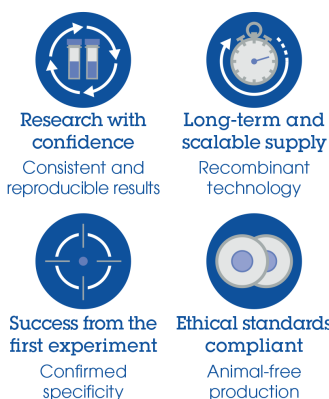 Research with
confidence
Consistent and
reproducible results
Long-term and
scalable supply
Recombinant
technology
Success from the
first experiment
Confirmed
specificity
Ethical standards
compliant
Animal-free
production